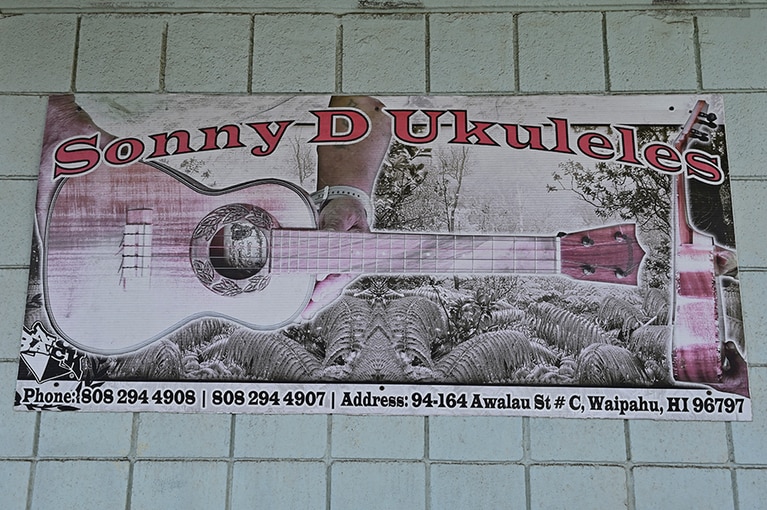 Sonny D Ukuleles
Phone: 808 294 4908 | 808 294 4907 | Address: 94-164 Awalau St # C, Waipahu, HI 96797